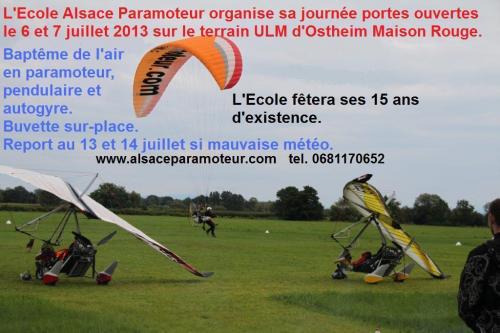 L'Ecole Alsace Paramoteur organise sa journée portes ouvertes
le 6 et 7 juillet 2013 sur le terrain ULM d'Ostheim Maison Rouge.
Baptême de l'air
en paramoteur,
pendulaire et
autogyre.
Buvette sur-place.
Report au 13 et 14 juillet si mauvaise météo.
L'Ecole fêtera ses 15 ans
d'existence.
www.alsaceparamoteur.com tel. 0681170652